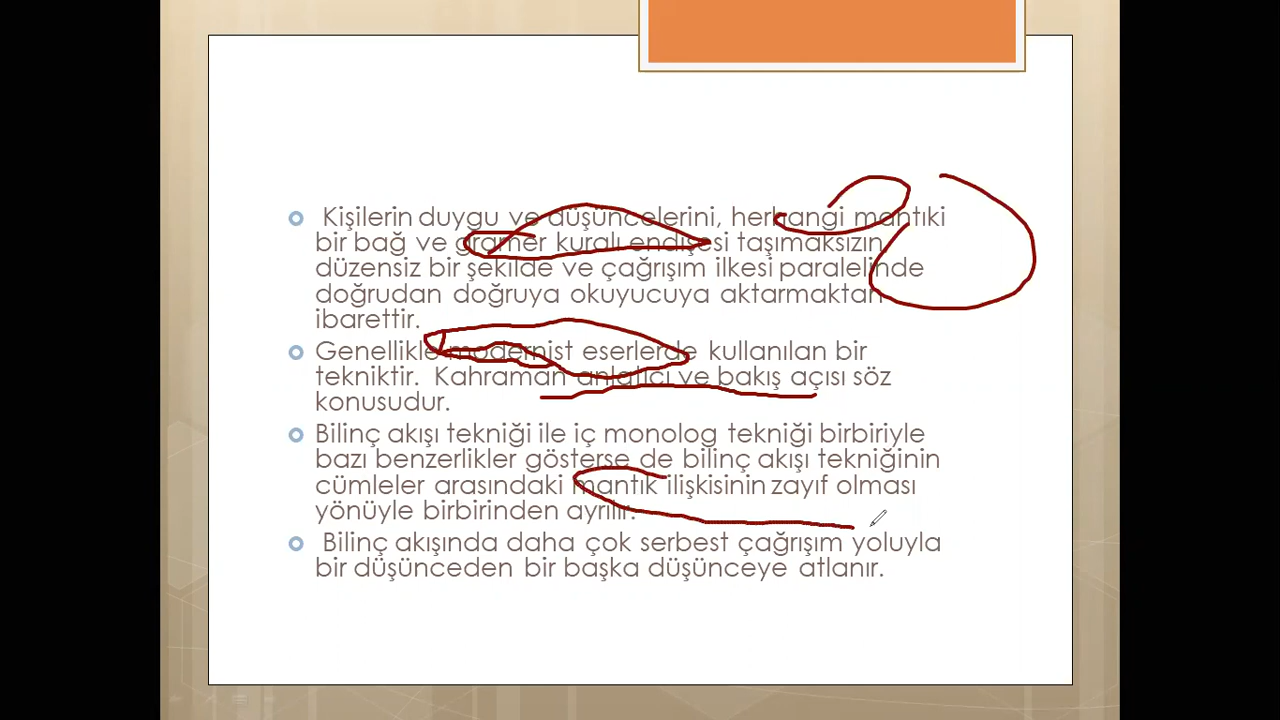 Kişilerin duygu ve düşüncelerini, herhangi mantıki
bir bağ ve gramer kuralı endişesi taşımaksızın
düzensiz bir şekilde ve çağrışım ilkesi paralelinde
doğrudan doğruya okuyucuya aktarmaktan
ibarettir.
Genellikle modernist eserlerde kullanılan bir
tekniktir. Kahraman anlatıcı ve bakış açısı söz
konusudur.
Bilinç akışı tekniği ile iç monolog tekniği birbiriyle
bazı benzerlikler gösterse de bilinç akışı tekniğinin
cümleler arasındaki mantık ilişkisinin zayıf olması
yönüyle birbirinden ayrılır.
Bilinç akışında daha çok serbest çağrışım yoluyla
bir düşünceden bir başka düşünceye atlanır.